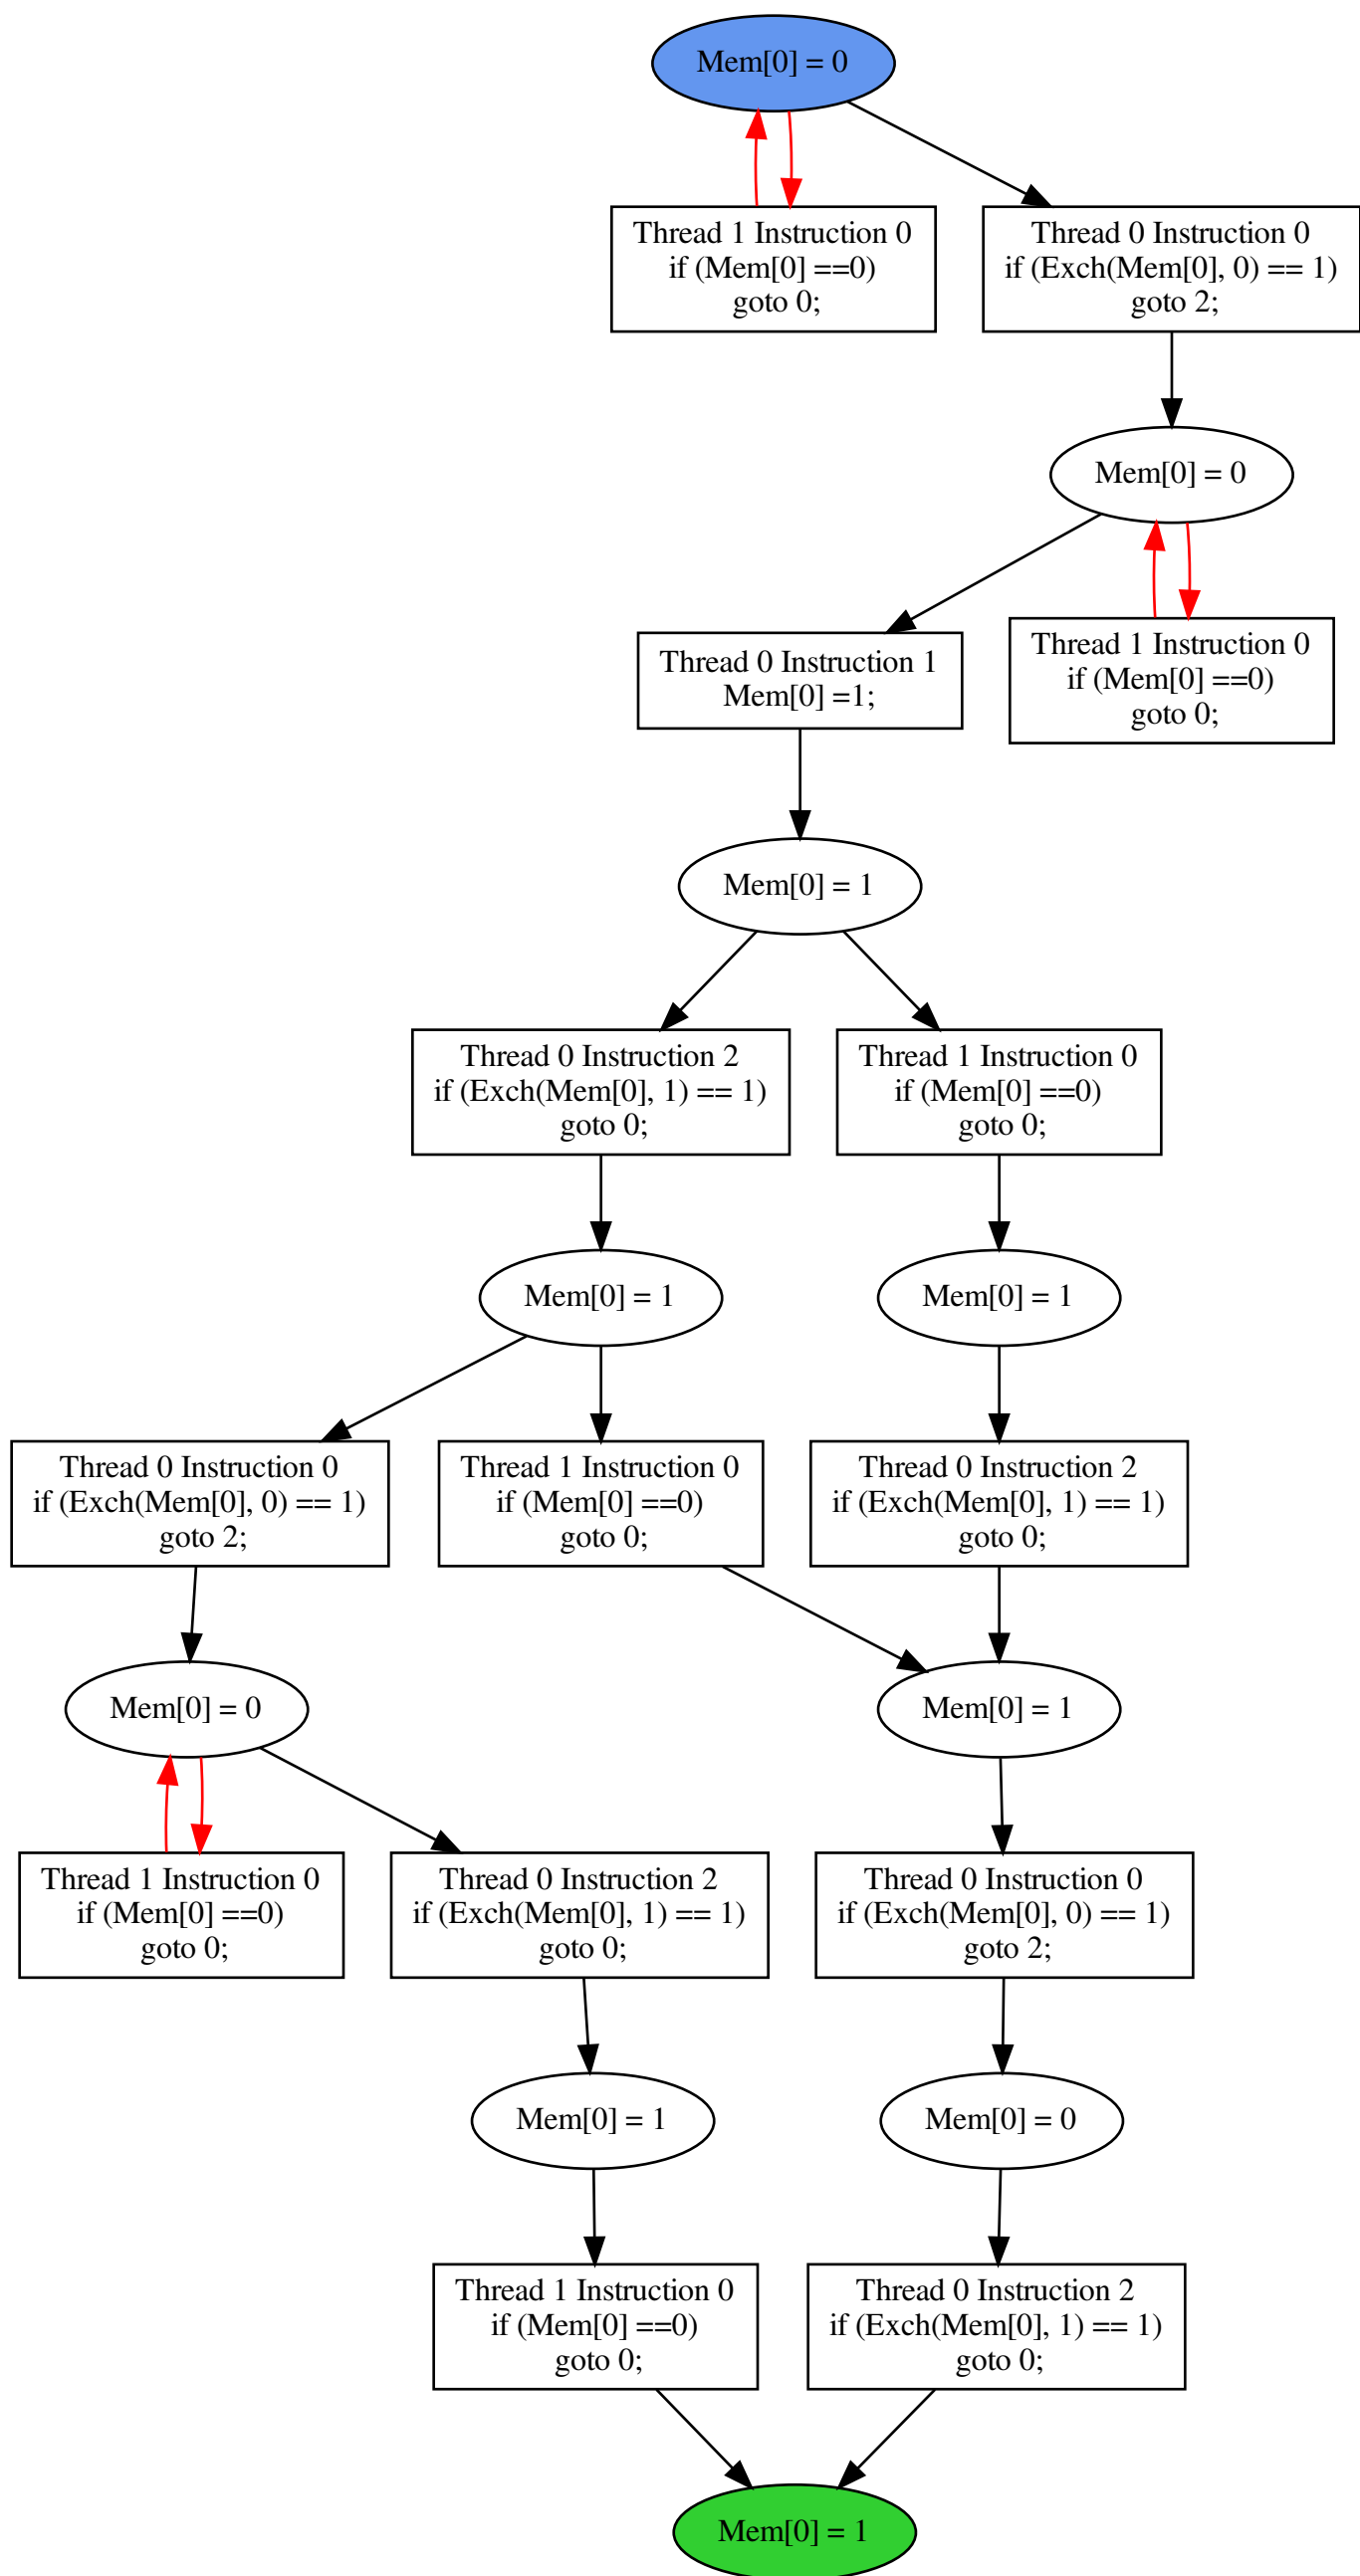 Mem[0] = 0
Thread 1 Instruction 0
if (Mem[0] ==0)
goto 0;
Thread 0 Instruction 0
if (Exch(Mem[0], 0) == 1)
goto 2;
Mem[0] = 0
Thread 0 Instruction 1
Mem[0] =1;
Thread 1 Instruction 0
if (Mem[0] ==0)
goto 0;
Mem[0] = 1
Thread 0 Instruction 2
if (Exch(Mem[0], 1) == 1)
goto 0;
Thread 1 Instruction 0
if (Mem[0] ==0)
goto 0;
Mem[0] = 1
Mem[0] = 1
Thread 0 Instruction 0
if (Exch(Mem[0], 0) == 1)
goto 2;
Thread 1 Instruction 0
if (Mem[0] ==0)
goto 0;
Thread 0 Instruction 2
if (Exch(Mem[0], 1) == 1)
goto 0;
Mem[0] = 0
Mem[0] = 1
Thread 1 Instruction 0
if (Mem[0] ==0)
goto 0;
Thread 0 Instruction 2
if (Exch(Mem[0], 1) == 1)
goto 0;
Thread 0 Instruction 0
if (Exch(Mem[0], 0) == 1)
goto 2;
Mem[0] = 1
Mem[0] = 0
Thread 1 Instruction 0
if (Mem[0] ==0)
goto 0;
Thread 0 Instruction 2
if (Exch(Mem[0], 1) == 1)
goto 0;
Mem[0] = 1